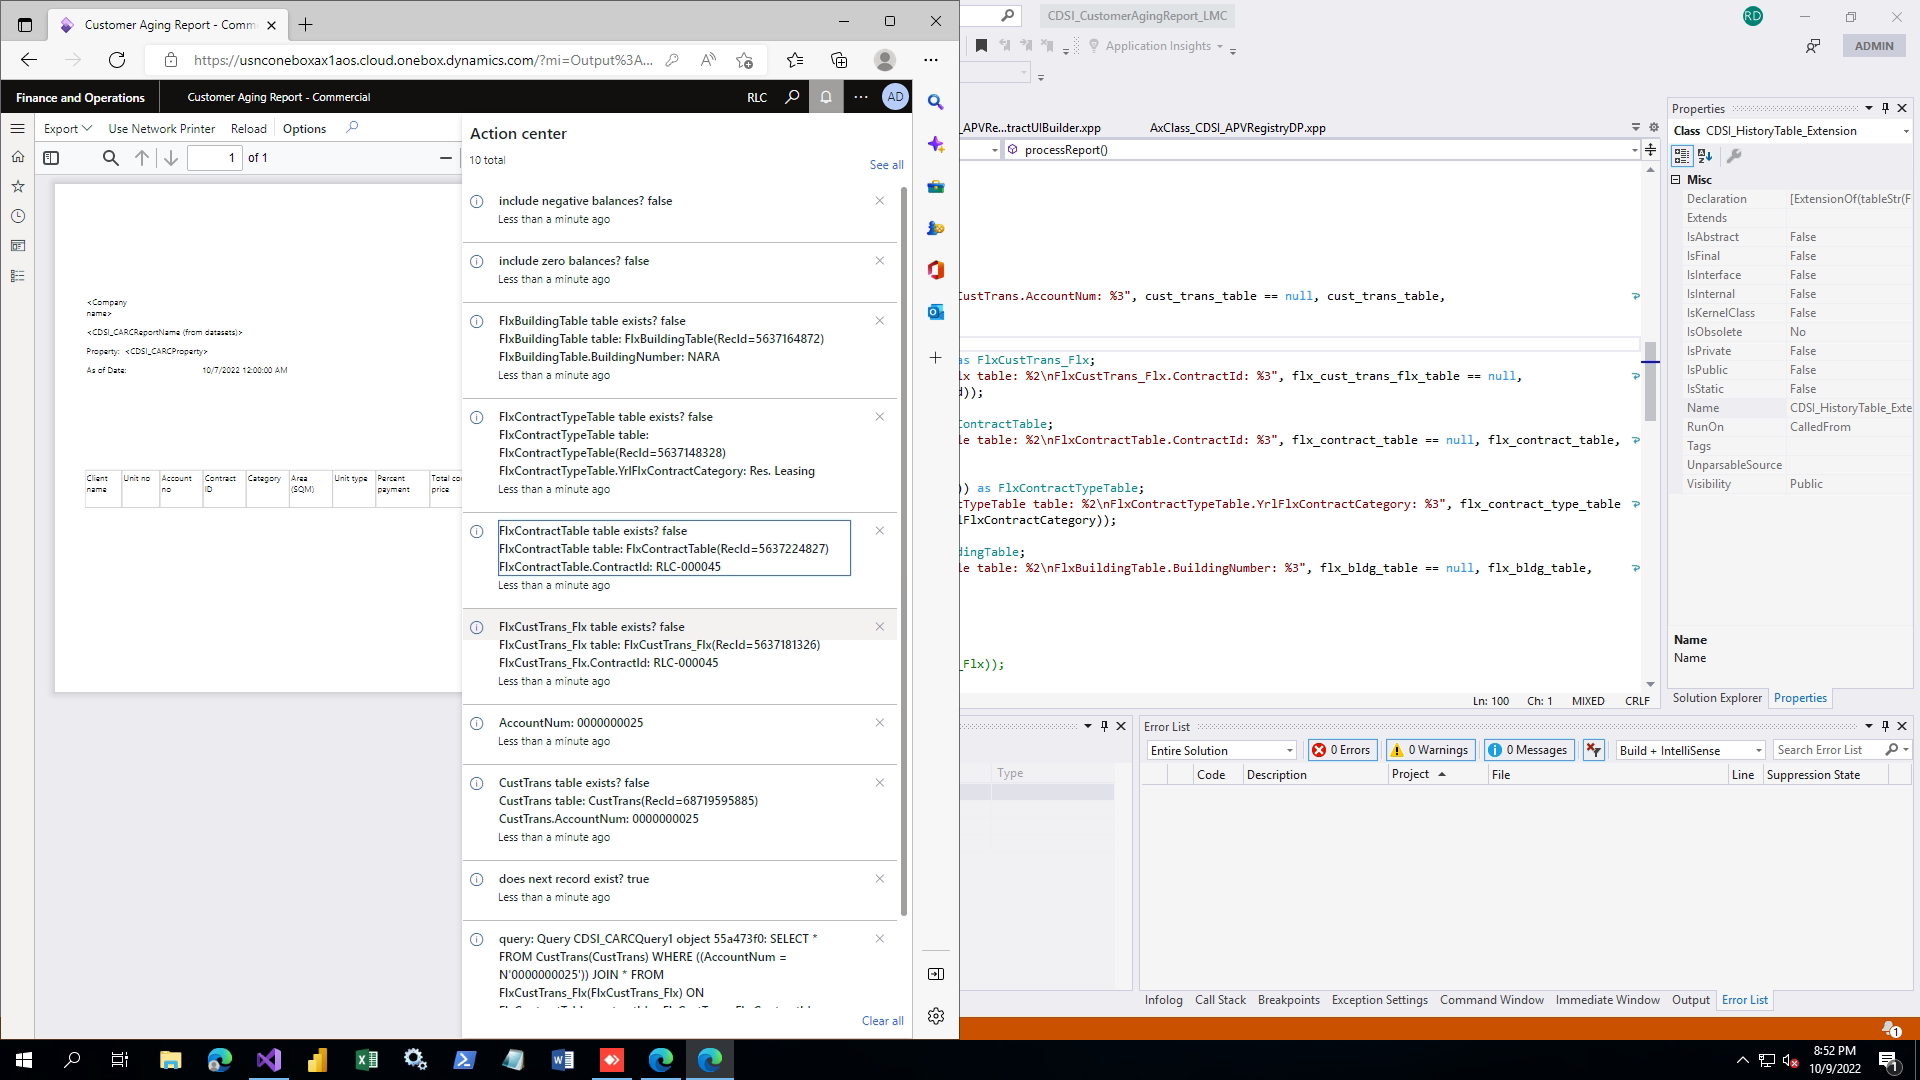 Customer Aging Report - Comm
https://usnconeboxax1aos.cloud.onebox.dynamics.com/?mi=Output%3A...
Finance and Operations
Customer Aging Report - Commercial
RLC
AD
Export
Use Network Printer
Reload
Options
1
of 1
<Company
name>
<CDSI_CARCReportName (from datasets)>
Property: <CDSI_CARCProperty>
As of Date:
10/7/2022 12:00:00 AM
Client
name
Unit no
Account
no
Contract
ID
Category
Area
(SQM)
Unit type
Percent
payment
Total co
price
Action center
10 total
See all
include negative balances? false
Less than a minute ago
include zero balances? false
Less than a minute ago
FlxBuildingTable table exists? false
FlxBuildingTable table: FlxBuildingTable(RecId=5637164872)
FlxBuildingTable.BuildingNumber: NARA
Less than a minute ago
FlxContractTypeTable table exists? false
FlxContractTypeTable table:
FlxContractTypeTable(RecId=5637148328)
FlxContractTypeTable.YrlFlxContractCategory: Res. Leasing
Less than a minute ago
FlxContractTable table exists? false
FlxContractTable table: FlxContractTable(RecId=5637224827)
FlxContractTable.ContractId: RLC-000045
Less than a minute ago
FlxCustTrans_Flx table exists? false
FlxCustTrans_Flx table: FlxCustTrans_Flx(RecId=5637181326)
FlxCustTrans_Flx.ContractId: RLC-000045
Less than a minute ago
AccountNum: 0000000025
Less than a minute ago
CustTrans table exists? false
CustTrans table: CustTrans(RecId=68719595885)
CustTrans.AccountNum: 0000000025
Less than a minute ago
does next record exist? true
Less than a minute ago
query: Query CDSI_CARCQuery1 object 55a473f0: SELECT *
FROM CustTrans(CustTrans) WHERE ((AccountNum =
N'0000000025')) JOIN * FROM
FlxCustTrans_Flx(FlxCustTrans_Flx) ON
Clear all
CDSI_CustomerAgingReport_LMC
RD
Application Insights
ADMIN
_APVRe...tractUIBuilder.xpp
AxClass_CDSI_APVRegistryDP.xpp
processReport()
CustTrans.AccountNum: %3", cust_trans_table == null, cust_trans_table,
as FlxCustTrans_Flx;
lx table: %2\nFlxCustTrans_Flx.ContractId: %3", flx_cust_trans_flx_table == null,
d));
ContractTable;
le table: %2\nFlxContractTable.ContractId: %3", flx_contract_table == null, flx_contract_table,
)) as FlxContractTypeTable;
ctTypeTable table: %2\nFlxContractTypeTable.YrlFlxContractCategory: %3", flx_contract_type_table
lFlxContractCategory));
dingTable;
le table: %2\nFlxBuildingTable.BuildingNumber: %3", flx_bldg_table == null, flx_bldg_table,
_Flx));
Ln: 100
Ch: 1
MIXED
CRLF
Properties
Class CDSI_HistoryTable_Extension
Misc
Declaration [ExtensionOf(tableStr(F
Extends
IsAbstract False
IsFinal False
IsInterface False
IsInternal False
IsKernelClass False
IsObsolete No
IsPrivate False
IsPublic False
IsStatic False
Name CDSI_HistoryTable_Exte
RunOn CalledFrom
Tags
UnparsableSource
Visibility Public
Name
Name
Solution Explorer
Properties
Type
Error List
Entire Solution
0 Errors
0 Warnings
0 Messages
Build + IntelliSense
Search Error List
Code
Description
Project
File
Line
Suppression State
Infolog
Call Stack
Breakpoints
Exception Settings
Command Window
Immediate Window
Output
Error List
1
8:52 PM
10/9/2022
1